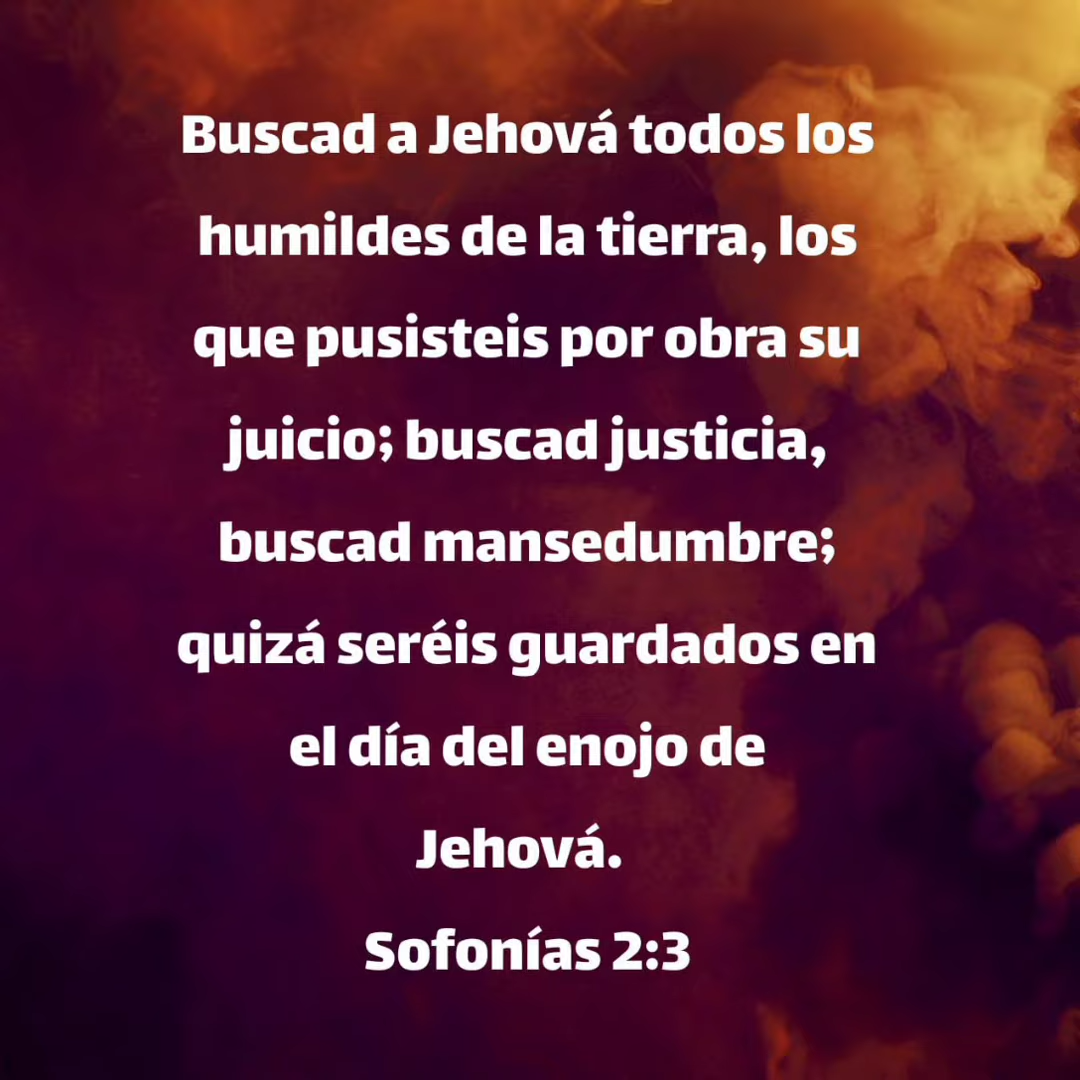 Buscad a Jehová todos los
humildes de la tierra, los
que pusisteis por obra su
juicio; buscad justicia,
buscad mansedumbre;
quizá seréis guardados en
el día del enojo de
Jehová.
Sofonías 2:3